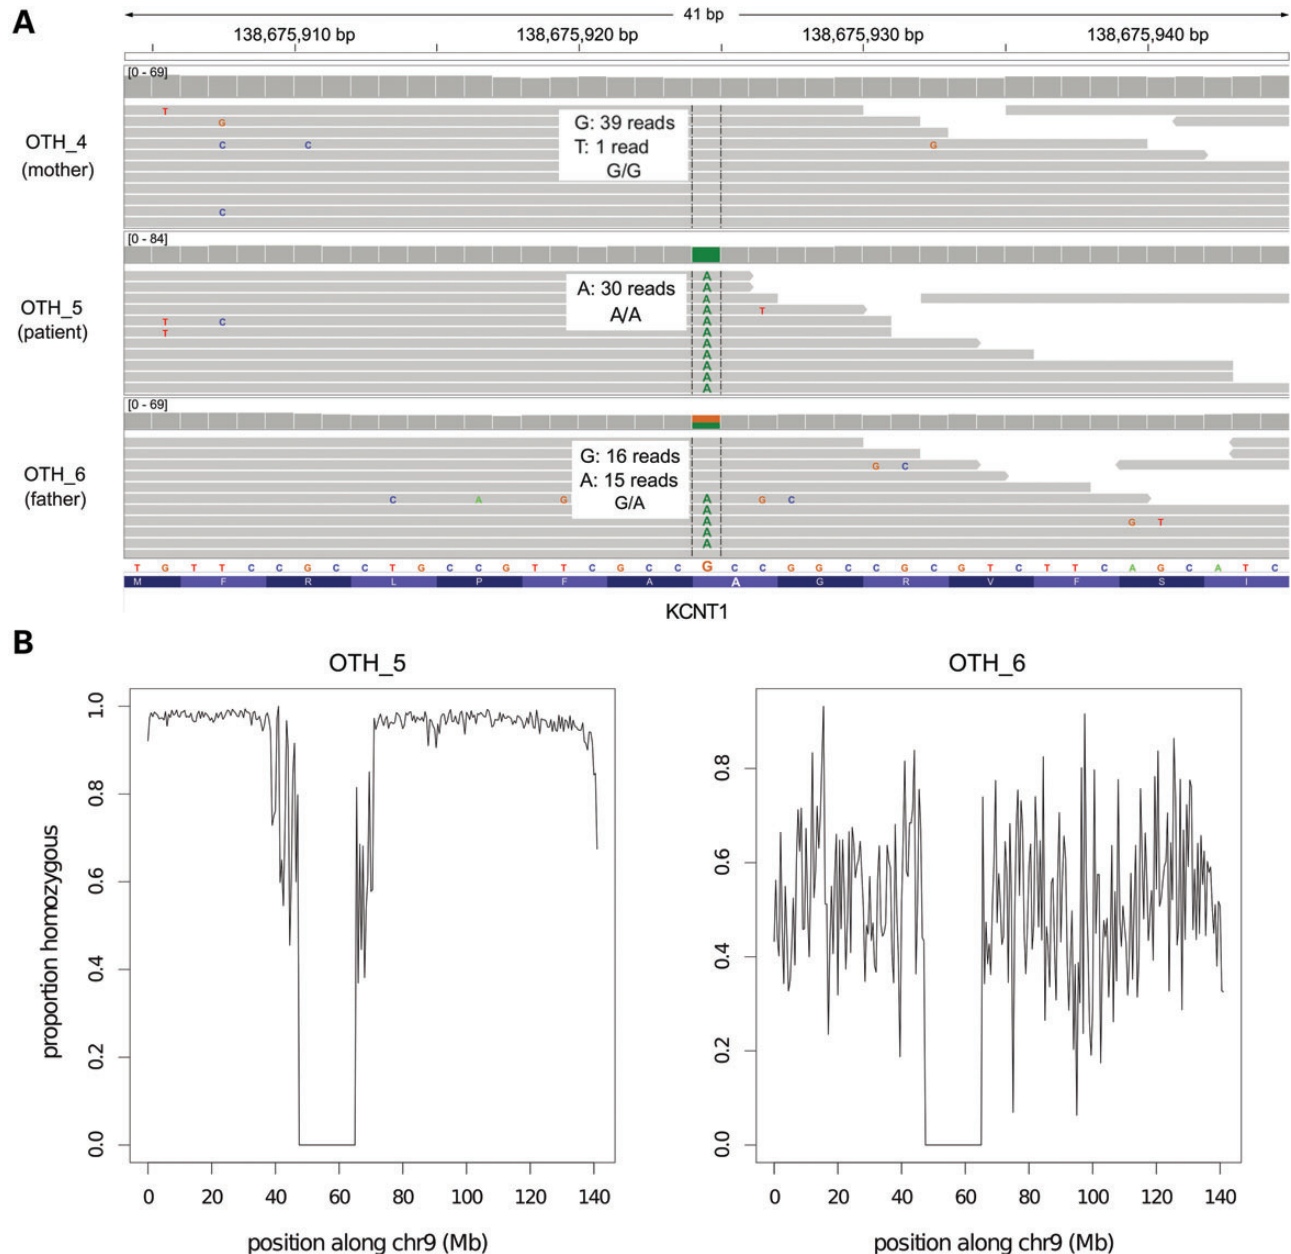 A
41 bp
138,675,910 bp 138,675,920 bp 138,675,930 bp 138,675,940 bp
[0 - 69]
T
G
C C G
C
OTH_4
(mother)
G: 39 reads
T: 1 read
G/G
[0 - 84]
A
A
A
A T
T C A
T A
A
A
A
A
A
OTH_5
(patient)
A: 30 reads
A/A
[0 - 69]
G C
C A G A G C
A
A G T
A
A
OTH_6
(father)
G: 16 reads
A: 15 reads
G/A
T G T T C C G C C T G C C G T T C G C C G C C G G C C G C G T C T T C A G C A T C
M F R L P F A A G R V F S I
KCNT1
B
OTH_5 OTH_6
proportion homozygous
1.0
0.8
0.6
0.4
0.2
0.0
0 20 40 60 80 100 120 140
position along chr9 (Mb)
0.8
0.6
0.4
0.2
0.0
0 20 40 60 80 100 120 140
position along chr9 (Mb)